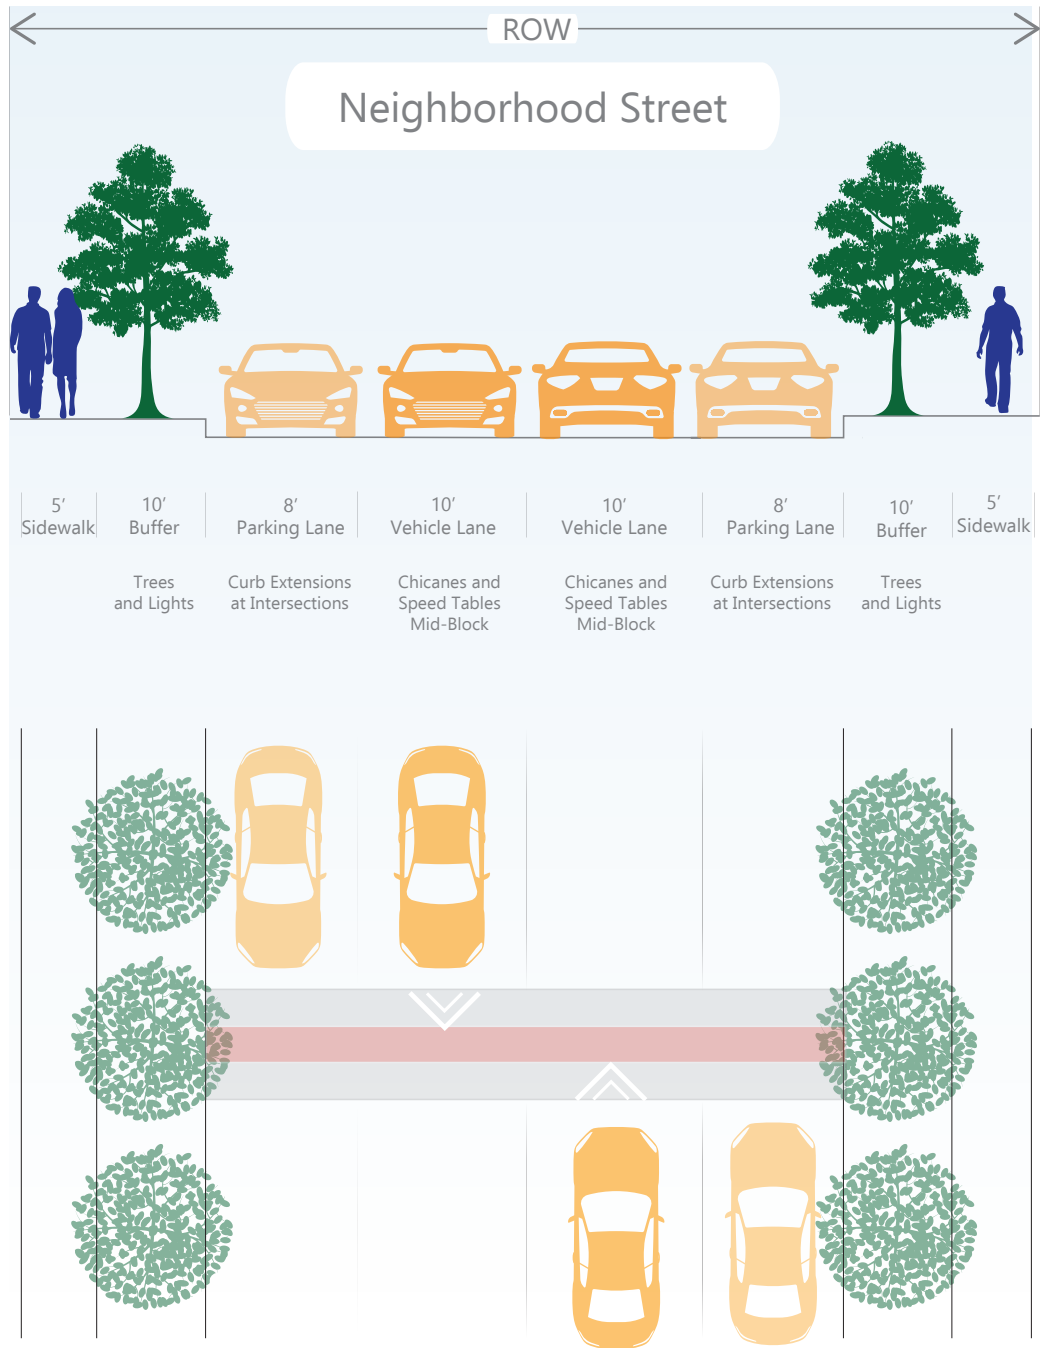 ROW
Neighborhood Street
5’
Sidewalk
10’
Buffer
8’
Parking Lane
10’
Vehicle Lane
10’
Vehicle Lane
8’
Parking Lane
10’
Buffer
5’
Sidewalk
Trees
and Lights
Curb Extensions
at Intersections
Chicanes and
Speed Tables
Mid-Block
Chicanes and
Speed Tables
Mid-Block
Curb Extensions
at Intersections
Trees
and Lights